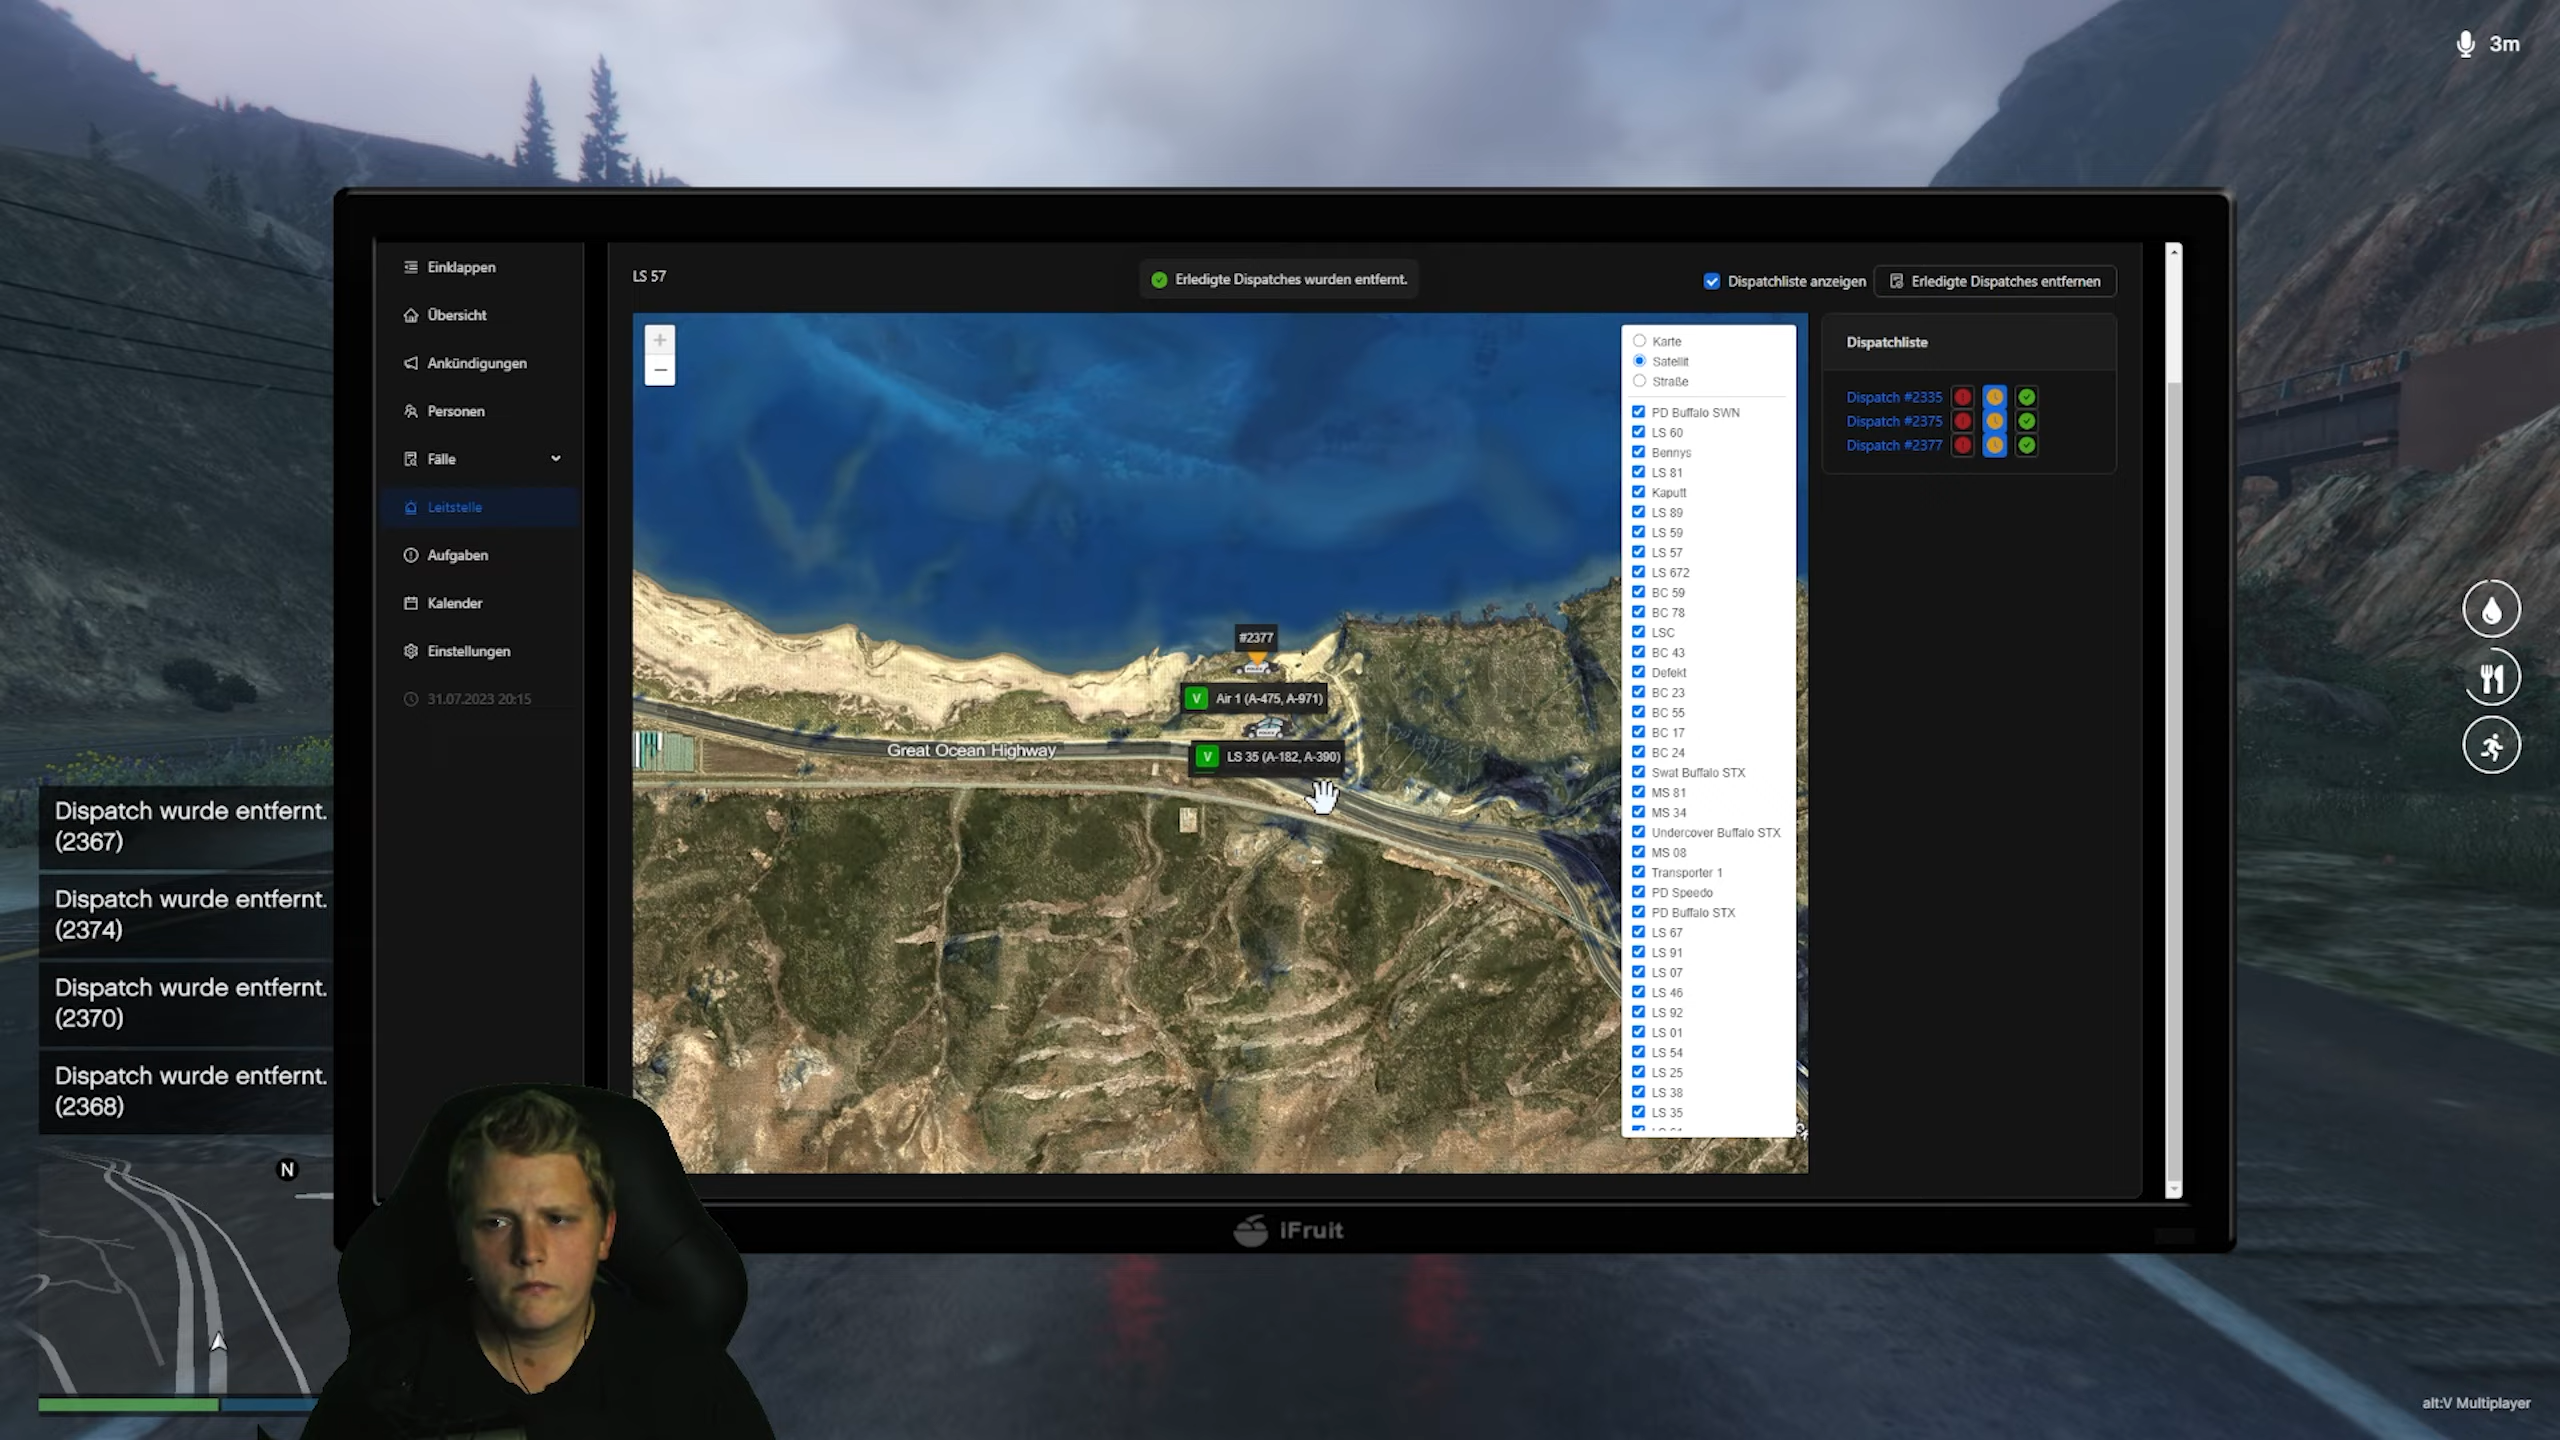 3m
Einklappen
Übersicht
Ankündigungen
Personen
Fälle
Leitstelle
Aufgaben
Kalender
Einstellungen
31.07.2023 20:15
LS 57
Erledigte Dispatches wurden entfernt.
Dispatchliste anzeigen
Erledigte Dispatches entfernen
+
−
#2377
POLICE
V Air 1 (A-475, A-971)
POLICE
Great Ocean Highway
V LS 35 (A-182, A-390)
Karte
Satellit
Straße
PD Buffalo SWN
LS 60
Bennys
LS 81
Kaputt
LS 89
LS 59
LS 57
LS 672
BC 59
BC 78
LSC
BC 43
Defekt
BC 23
BC 55
BC 17
BC 24
Swat Buffalo STX
MS 81
MS 34
Undercover Buffalo STX
MS 08
Transporter 1
PD Speedo
PD Buffalo STX
LS 67
LS 91
LS 07
LS 46
LS 92
LS 01
LS 54
LS 25
LS 38
LS 35
Dispatchliste
Dispatch #2335
Dispatch #2375
Dispatch #2377
Dispatch wurde entfernt.
(2367)
Dispatch wurde entfernt.
(2374)
Dispatch wurde entfernt.
(2370)
Dispatch wurde entfernt.
(2368)
N
iFruit
alt:V Multiplayer